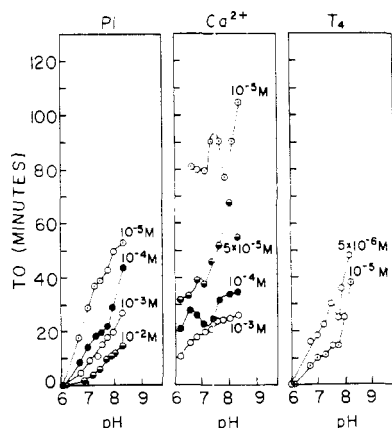 Pi Ca2+ T4
TO (MINUTES)
120
100
80
60
40
20
0
10⁻⁵M
10⁻⁴M
10⁻³M
10⁻²M
10⁻⁵M
5×10⁻⁵M
10⁻⁴M
10⁻³M
5×10⁻⁶M
10⁻⁵M
6 7 8 9 6 7 8 9 6 7 8 9
pH pH pH